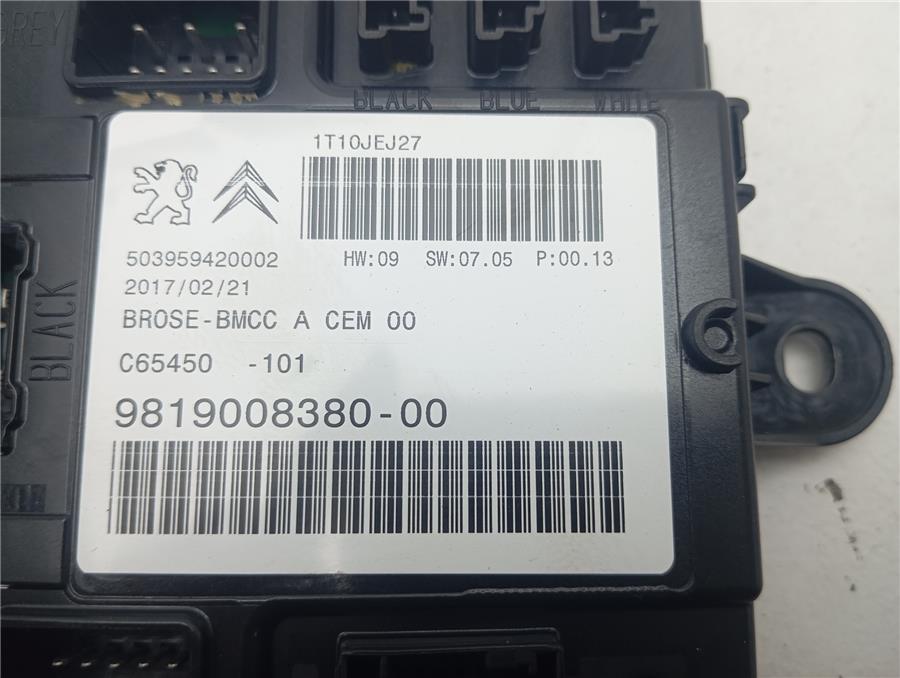 GREY
BLACK BLUE WHITE
1T10JEJ27
503959420002 HW:09 SW:07.05 P:00.13
2017/02/21
BROSE-BMCC A CEM 00
C65450 -101
9819008380-00
BLACK